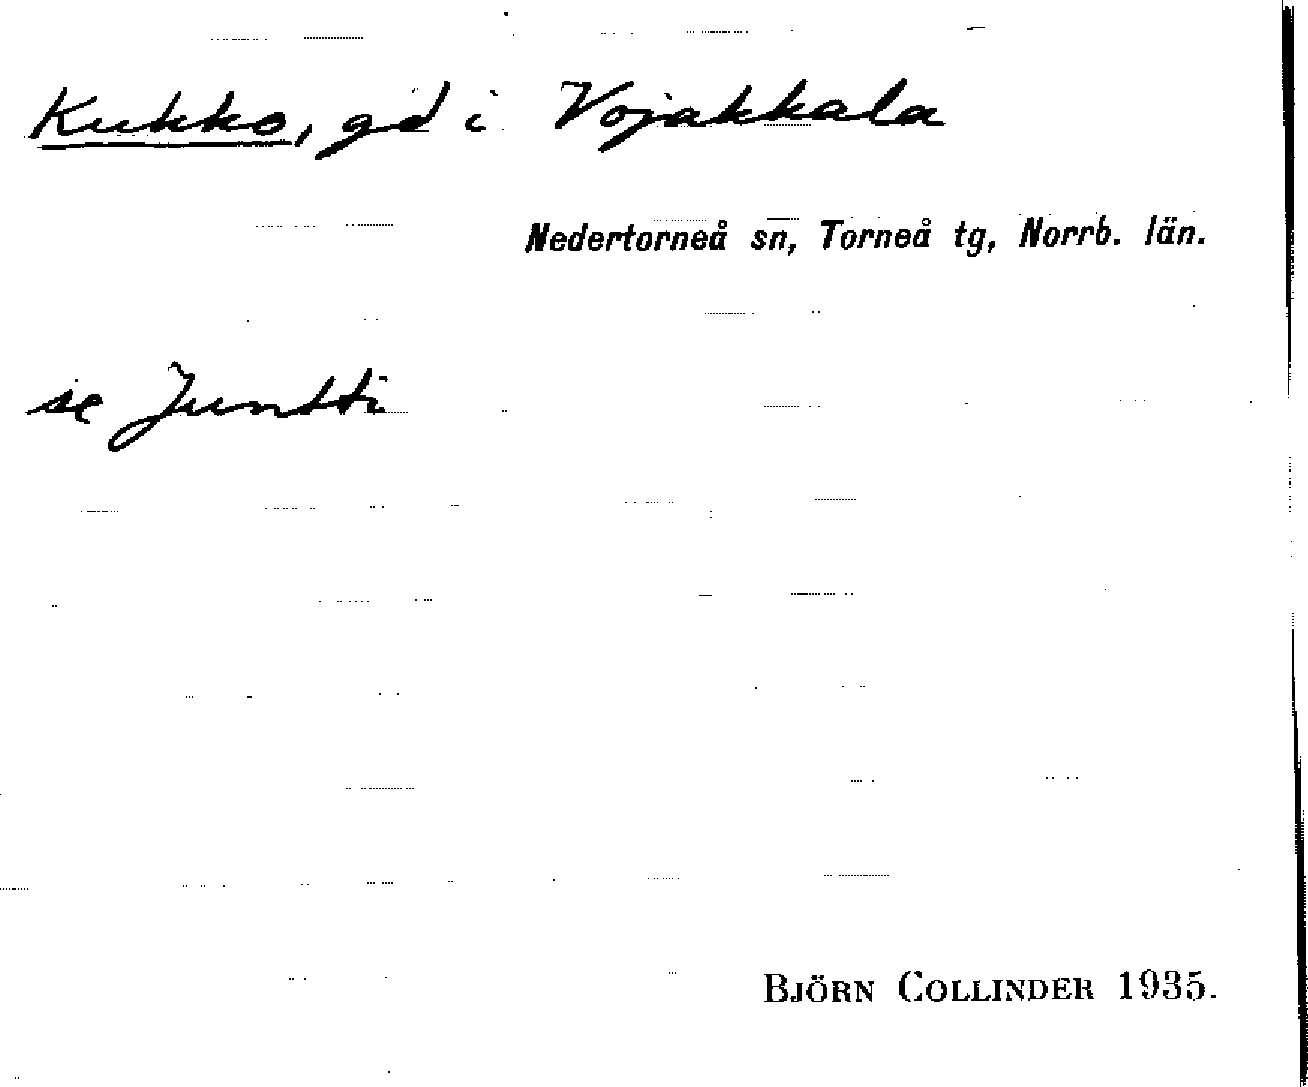 Kukko, gd i Vojakkala
Nedertorneå sn, Torneå tg, Norrb. län.
se Juntti
BJÖRN COLLINDER 1935.